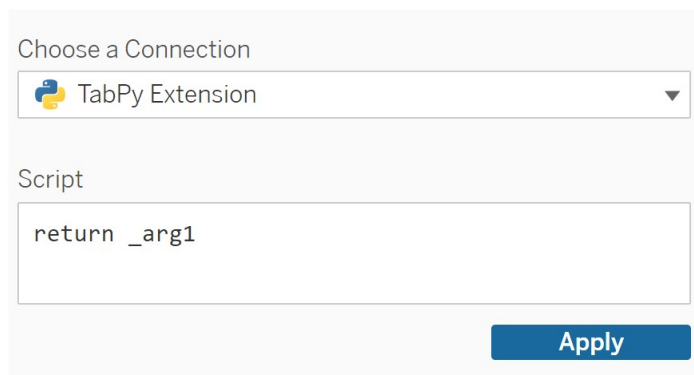 Choose a Connection
TabPy Extension
Script
return _arg1
Apply